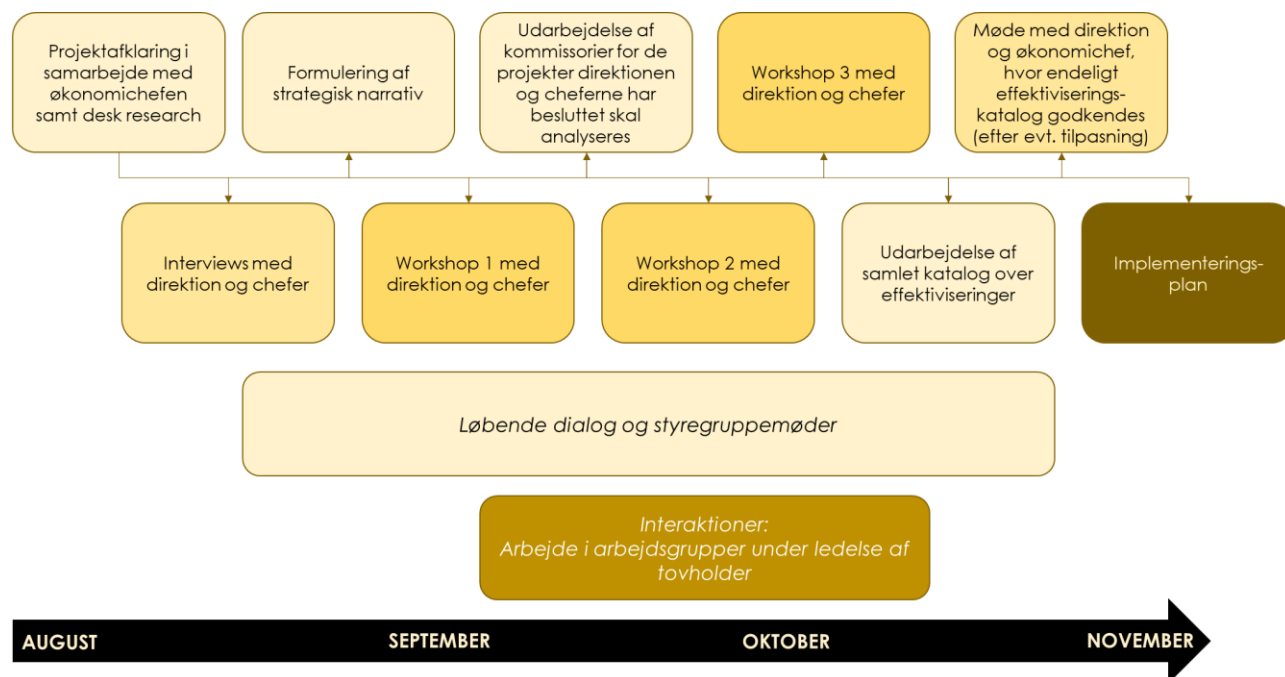 Projektafklaring i
samarbejde med
økonomichefen
samt desk research
Formulering af
strategisk narrativ
Udarbejdelse af
kommissorier for de
projekter direktionen
og cheferne har
besluttet skal
analyseres
Workshop 3 med
direktion og chefer
Møde med direktion
og økonomichef,
hvor endeligt
effektiviserings-
katalog godkendes
(efter evt. tilpasning)
Interviews med
direktion og chefer
Workshop 1 med
direktion og chefer
Workshop 2 med
direktion og chefer
Udarbejdelse af
samlet katalog over
effektiviseringer
Implementerings-
plan
Løbende dialog og styregruppemøder
Interaktioner:
Arbejde i arbejdsgrupper under ledelse af
tovholder
AUGUST
SEPTEMBER
OKTOBER
NOVEMBER